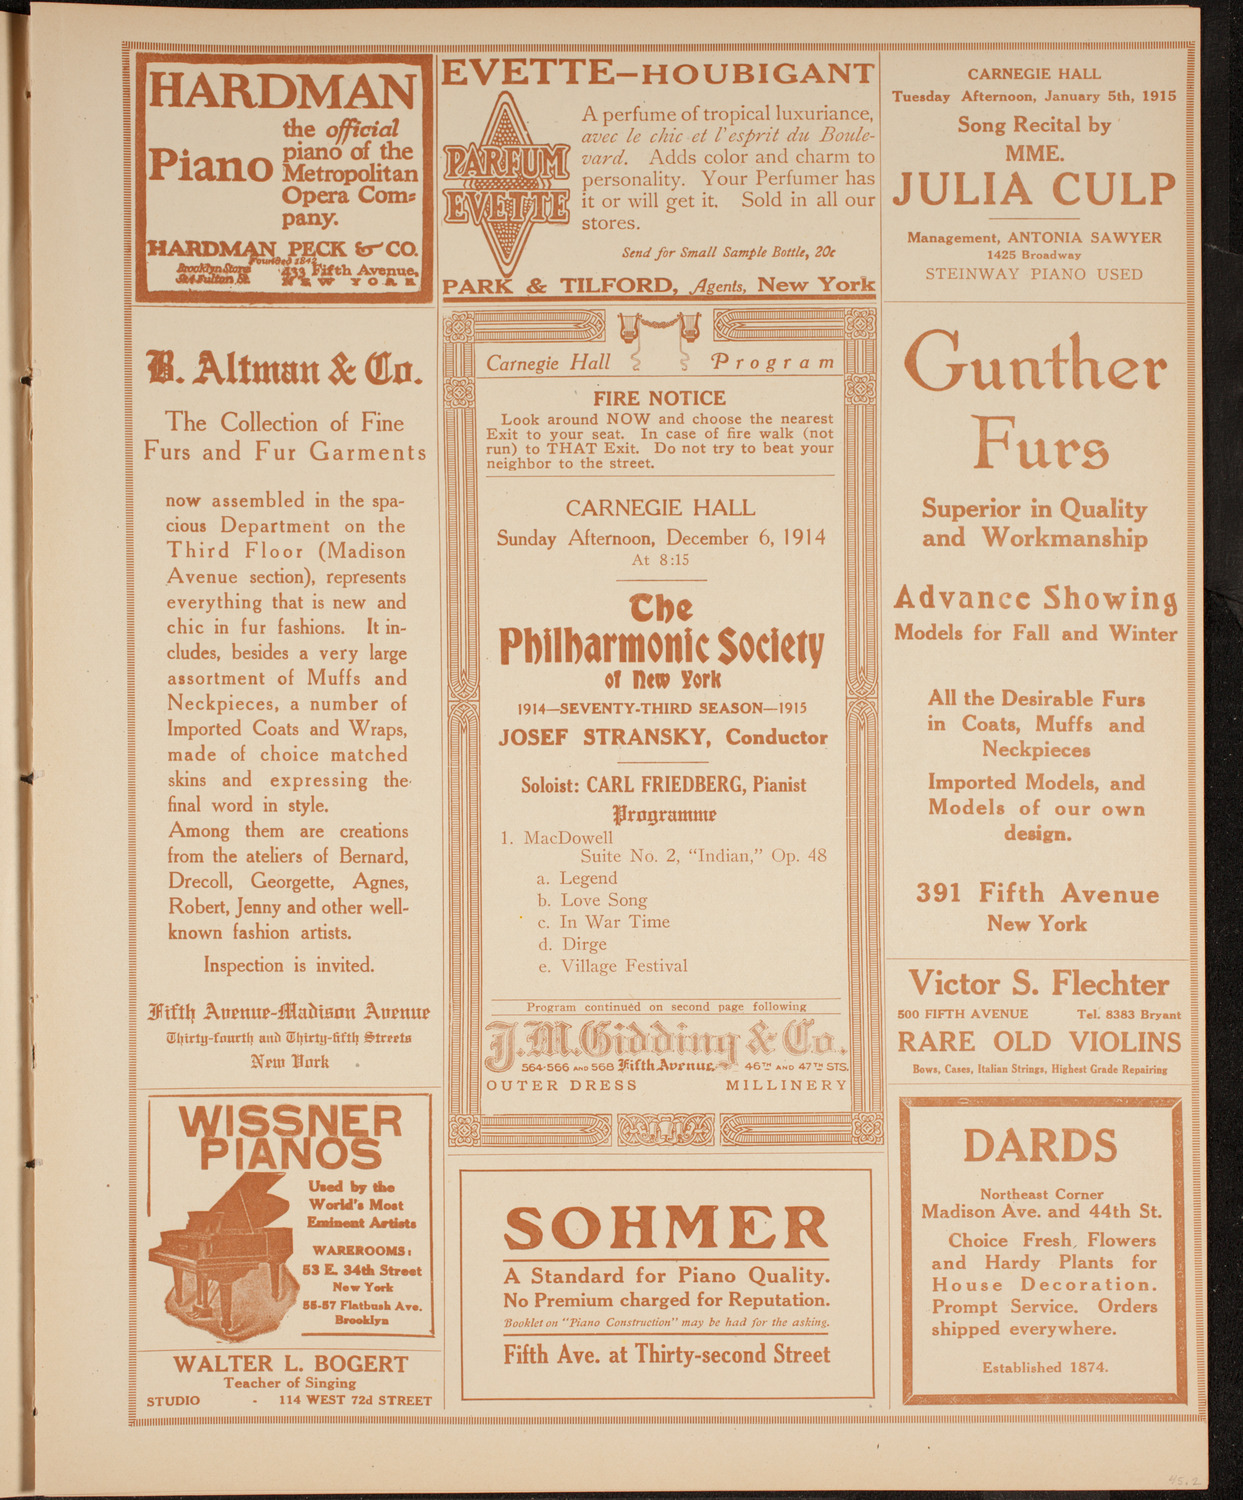 HARDMAN
Piano
the official
piano of the
Metropolitan
Opera Com=
pany.
HARDMAN PECK & CO.
Founded 1842
Brooklyn Store
433 Fifth Avenue,
524 Fulton St.
NEW YORK
B. Altman & Co.
The Collection of Fine
Furs and Fur Garments
now assembled in the spa-
cious Department on the
Third Floor (Madison
Avenue section), represents
everything that is new and
chic in fur fashions. It in-
cludes, besides a very large
assortment of Muffs and
Neckpieces, a number of
Imported Coats and Wraps,
made of choice matched
skins and expressing the
final word in style.
Among them are creations
from the ateliers of Bernard,
Drecoll, Georgette, Agnes,
Robert, Jenny and other well-
known fashion artists.
Inspection is invited.
Fifth Avenue-Madison Avenue
Thirty-fourth and Thirty-fifth Streets
New York
WISSNER
PIANOS
Used by the
World's Most
Eminent Artists
WAREROOMS:
53 E. 34th Street
New York
55-57 Flatbush Ave.
Brooklyn
WALTER L. BOGERT
Teacher of Singing
STUDIO - 114 WEST 72d STREET
EVETTE–HOUBIGANT
PARFUM
EVETTE
A perfume of tropical luxuriance,
avec le chic et l'esprit du Boule-
vard. Adds color and charm to
personality. Your Perfumer has
it or will get it. Sold in all our
stores.
Send for Small Sample Bottle, 20c
PARK & TILFORD, Agents, New York
Carnegie Hall Program
FIRE NOTICE
Look around NOW and choose the nearest
Exit to your seat. In case of fire walk (not
run) to THAT Exit. Do not try to beat your
neighbor to the street.
CARNEGIE HALL
Sunday Afternoon, December 6, 1914
At 8:15
The
Philharmonic Society
of New York
1914—SEVENTY-THIRD SEASON—1915
JOSEF STRANSKY, Conductor
Soloist: CARL FRIEDBERG, Pianist
Programme
1. MacDowell
Suite No. 2, "Indian," Op. 48
a. Legend
b. Love Song
c. In War Time
d. Dirge
e. Village Festival
Program continued on second page following
J.M. Gidding & Co.
564-566 AND 568 Fifth Avenue, 46TH AND 47TH STS.
OUTER DRESS MILLINERY
SOHMER
A Standard for Piano Quality.
No Premium charged for Reputation.
Booklet on "Piano Construction" may be had for the asking.
Fifth Ave. at Thirty-second Street
CARNEGIE HALL
Tuesday Afternoon, January 5th, 1915
Song Recital by
MME.
JULIA CULP
Management, ANTONIA SAWYER
1425 Broadway
STEINWAY PIANO USED
Gunther
Furs
Superior in Quality
and Workmanship
Advance Showing
Models for Fall and Winter
All the Desirable Furs
in Coats, Muffs and
Neckpieces
Imported Models, and
Models of our own
design.
391 Fifth Avenue
New York
Victor S. Flechter
500 FIFTH AVENUE Tel. 8383 Bryant
RARE OLD VIOLINS
Bows, Cases, Italian Strings, Highest Grade Repairing
DARDS
Northeast Corner
Madison Ave. and 44th St.
Choice Fresh Flowers
and Hardy Plants for
House Decoration.
Prompt Service. Orders
shipped everywhere.
Established 1874.
45.2